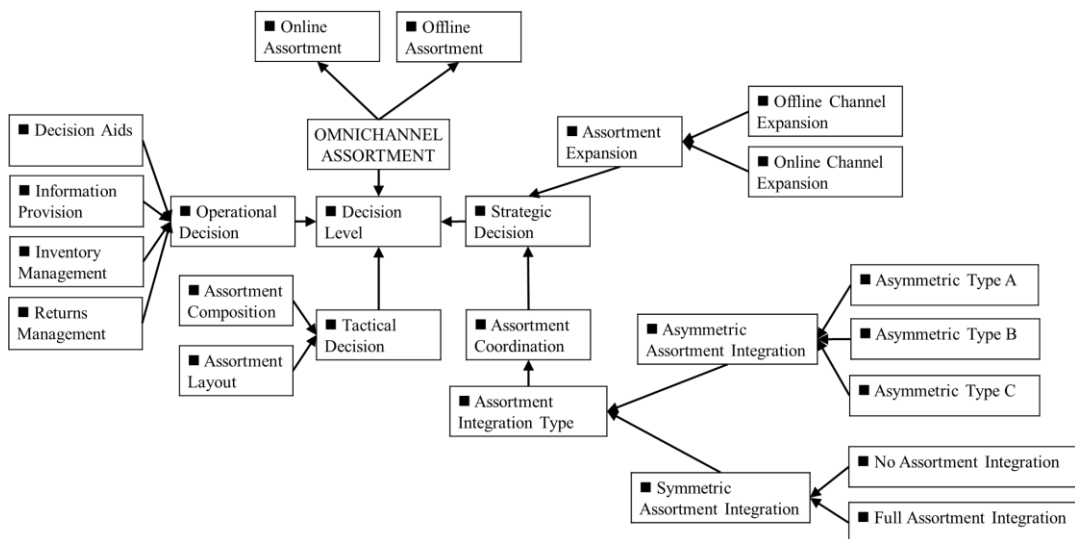 ■ Online
Assortment
■ Offline
Assortment
OMNICHANNEL
ASSORTMENT
■ Decision Aids
■ Information
Provision
■ Inventory
Management
■ Returns
Management
■ Operational
Decision
■ Decision
Level
■ Strategic
Decision
■ Assortment
Expansion
■ Offline Channel
Expansion
■ Online Channel
Expansion
■ Assortment
Composition
■ Assortment
Layout
■ Tactical
Decision
■ Assortment
Coordination
■ Assortment
Integration Type
■ Asymmetric
Assortment Integration
■ Asymmetric Type A
■ Asymmetric Type B
■ Asymmetric Type C
■ Symmetric
Assortment Integration
■ No Assortment Integration
■ Full Assortment Integration